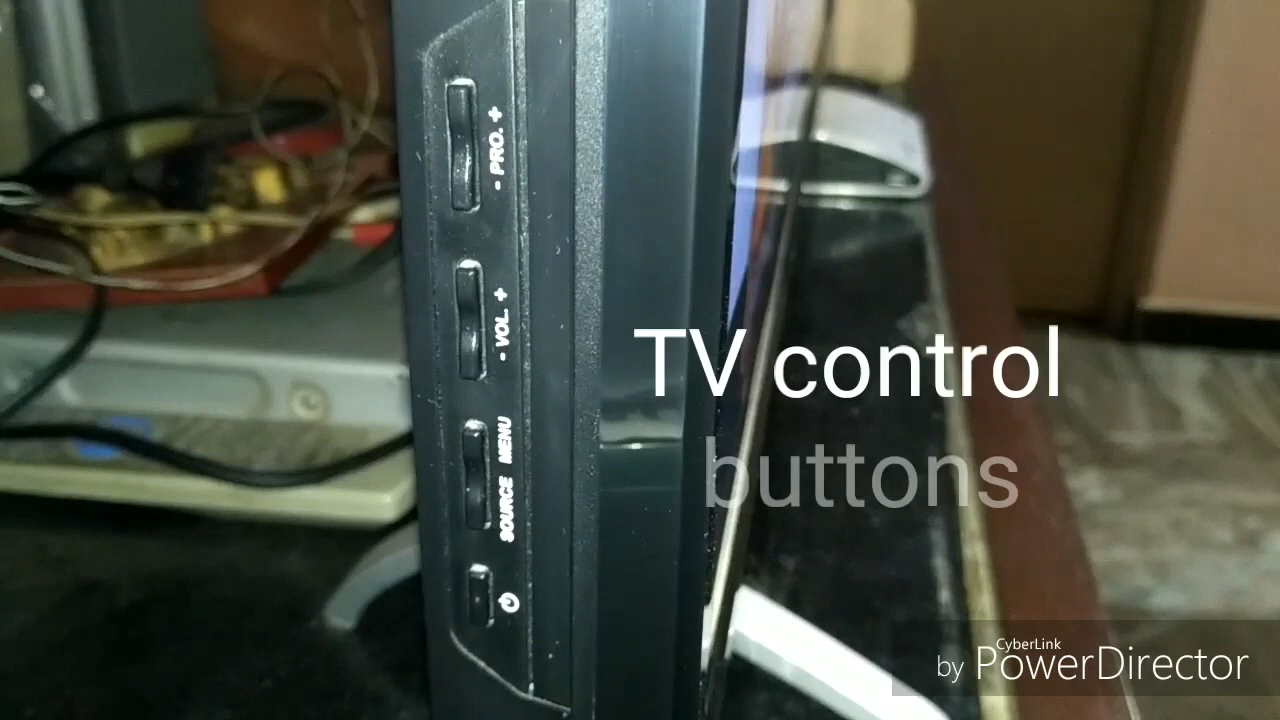 - PRO. +
- VOL. +
SOURCE MENU
TV control
buttons
CyberLink
by PowerDirector